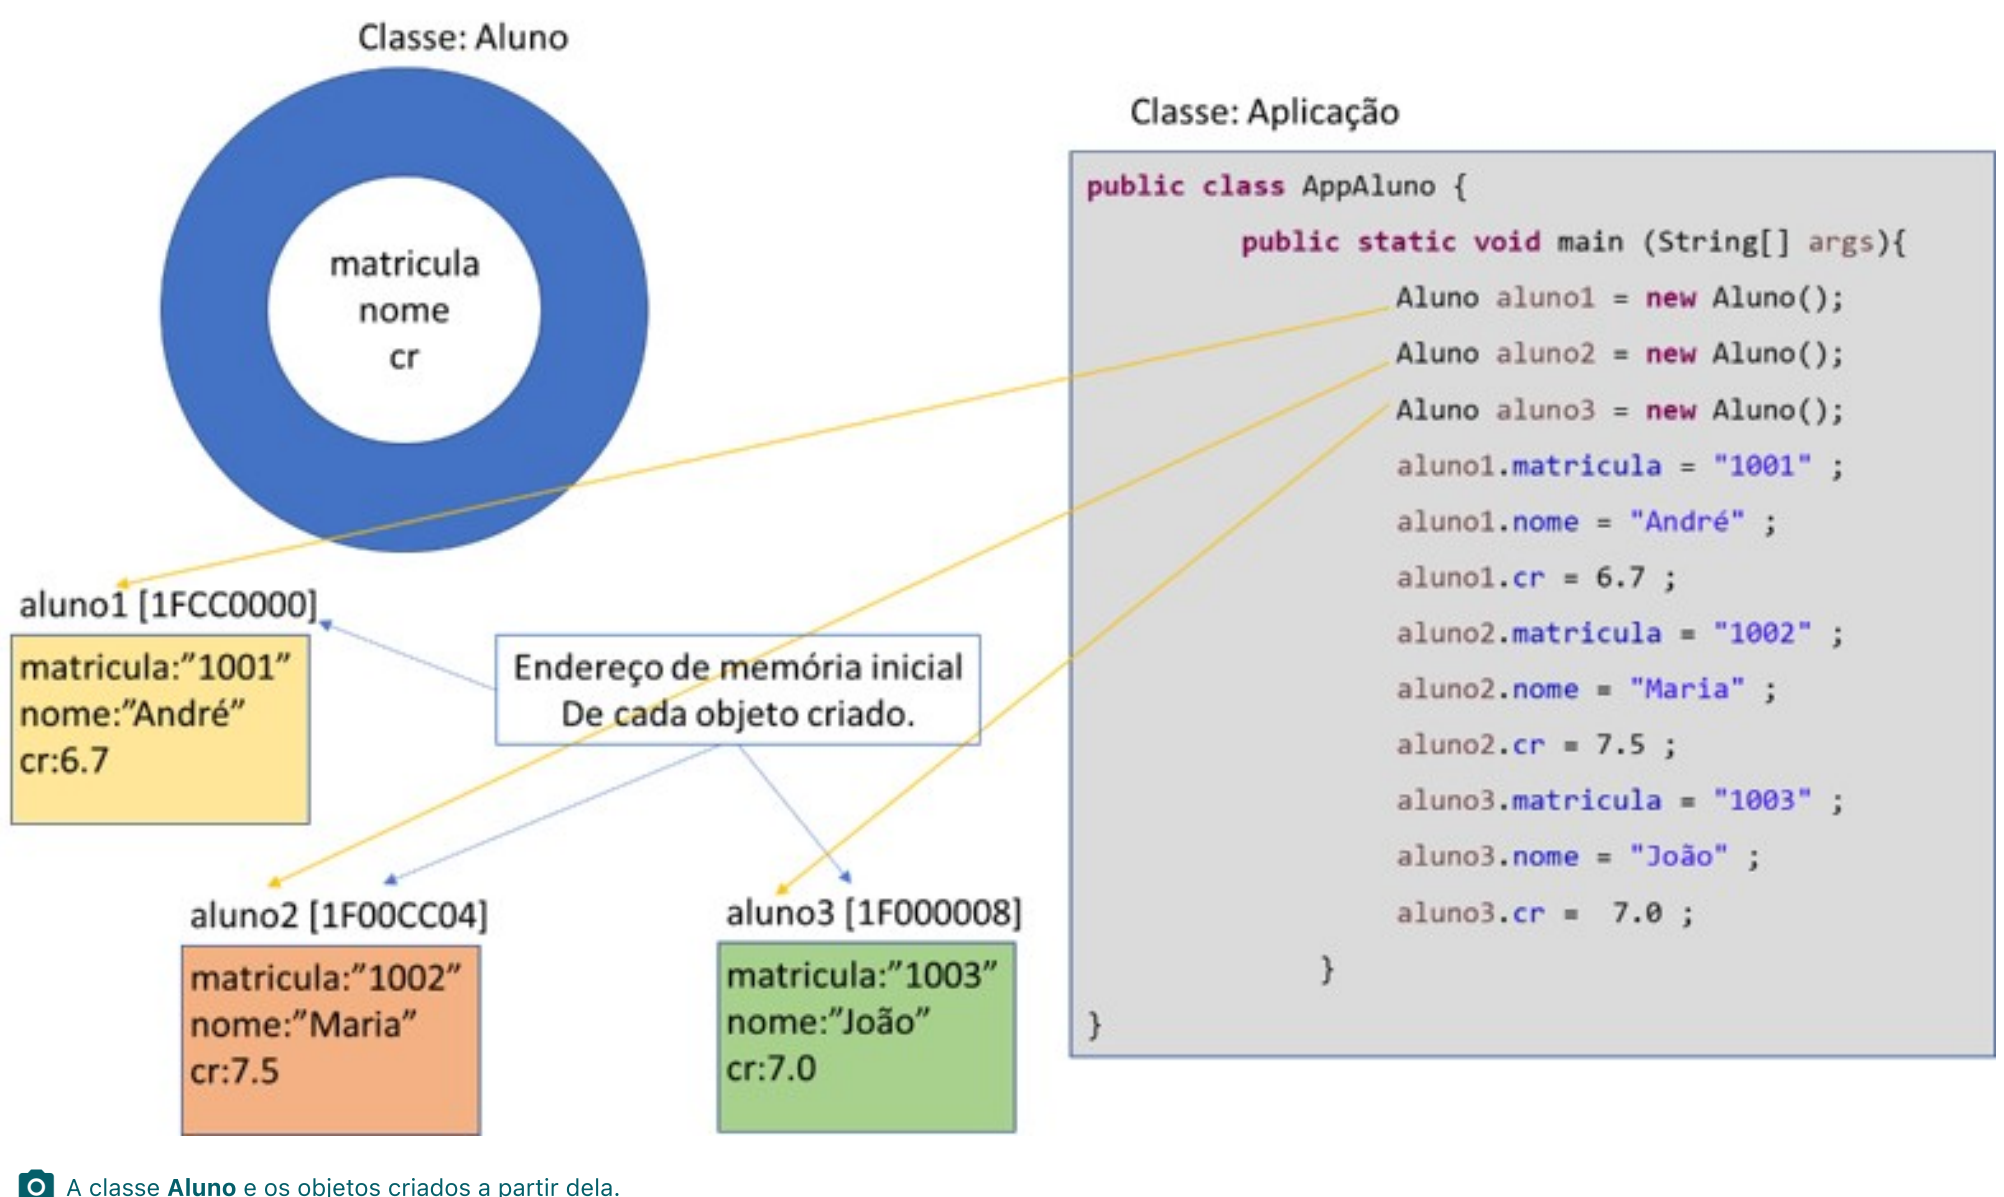 Classe: Aluno
matricula
nome
cr
aluno1 [1FCC0000]
matricula:”1001”
nome:”André”
cr:6.7
Endereço de memória inicial
De cada objeto criado.
aluno2 [1F00CC04]
matricula:”1002”
nome:”Maria”
cr:7.5
aluno3 [1F000008]
matricula:”1003”
nome:”João”
cr:7.0
Classe: Aplicação
public class AppAluno {
public static void main (String[] args){
Aluno aluno1 = new Aluno();
Aluno aluno2 = new Aluno();
Aluno aluno3 = new Aluno();
aluno1.matricula = "1001" ;
aluno1.nome = "André" ;
aluno1.cr = 6.7 ;
aluno2.matricula = "1002" ;
aluno2.nome = "Maria" ;
aluno2.cr = 7.5 ;
aluno3.matricula = "1003" ;
aluno3.nome = "João" ;
aluno3.cr = 7.0 ;
}
}
A classe Aluno e os objetos criados a partir dela.